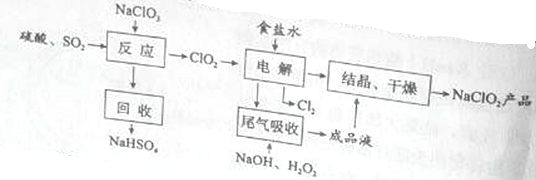 NaClO₃
食盐水
硫酸、SO₂
反应
ClO₂
电解
结晶、干燥
NaClO₂产品
Cl₂
回收
尾气吸收
成品液
NaHSO₄
NaOH、H₂O₂